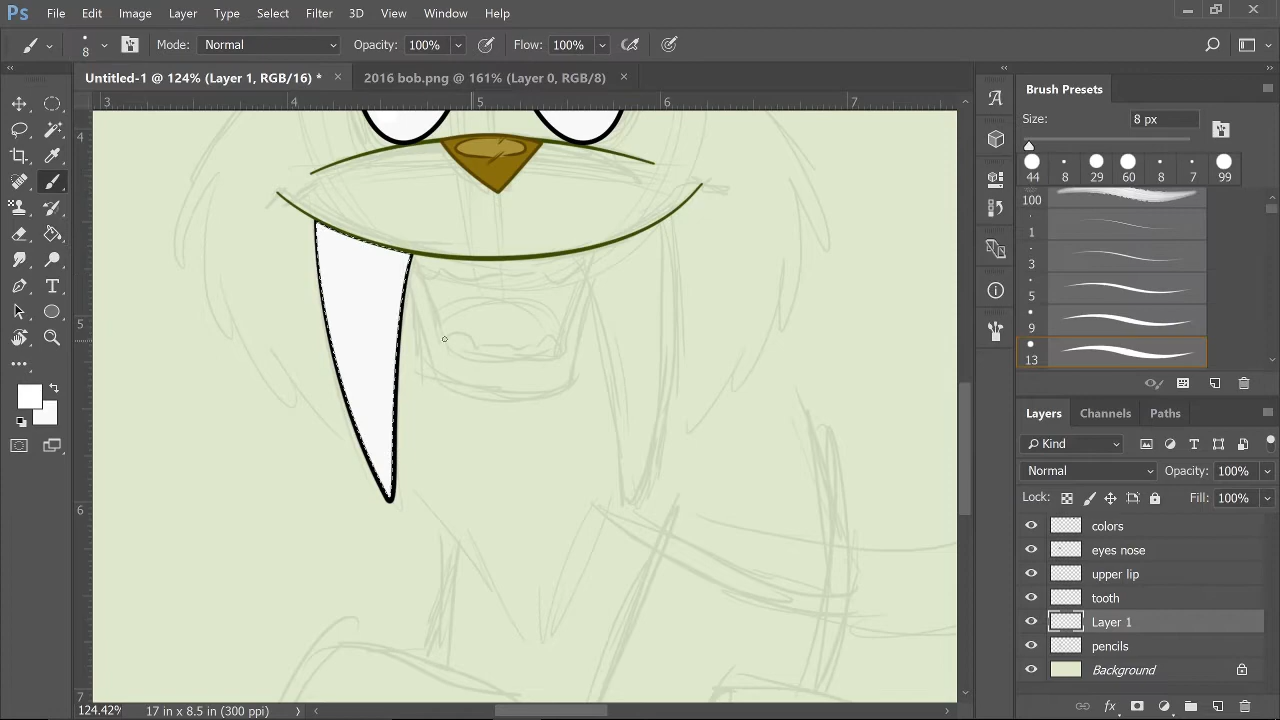 Ps File Edit Image Layer Type Select Filter 3D View Window Help
8 Mode: Normal Opacity: 100% Flow: 100%
Untitled-1 @ 124% (Layer 1, RGB/16) * × 2016 bob.png @ 161% (Layer 0, RGB/8) ×
3 4 5 6 7
4
5
6
7
Brush Presets
Size: 8 px
44 8 29 60 8 7 99
100
1
3
5
9
13
Layers Channels Paths
Kind
Normal Opacity: 100%
Lock: Fill: 100%
colors
eyes nose
upper lip
tooth
Layer 1
pencils
Background
fx
124.42% 17 in x 8.5 in (300 ppi)